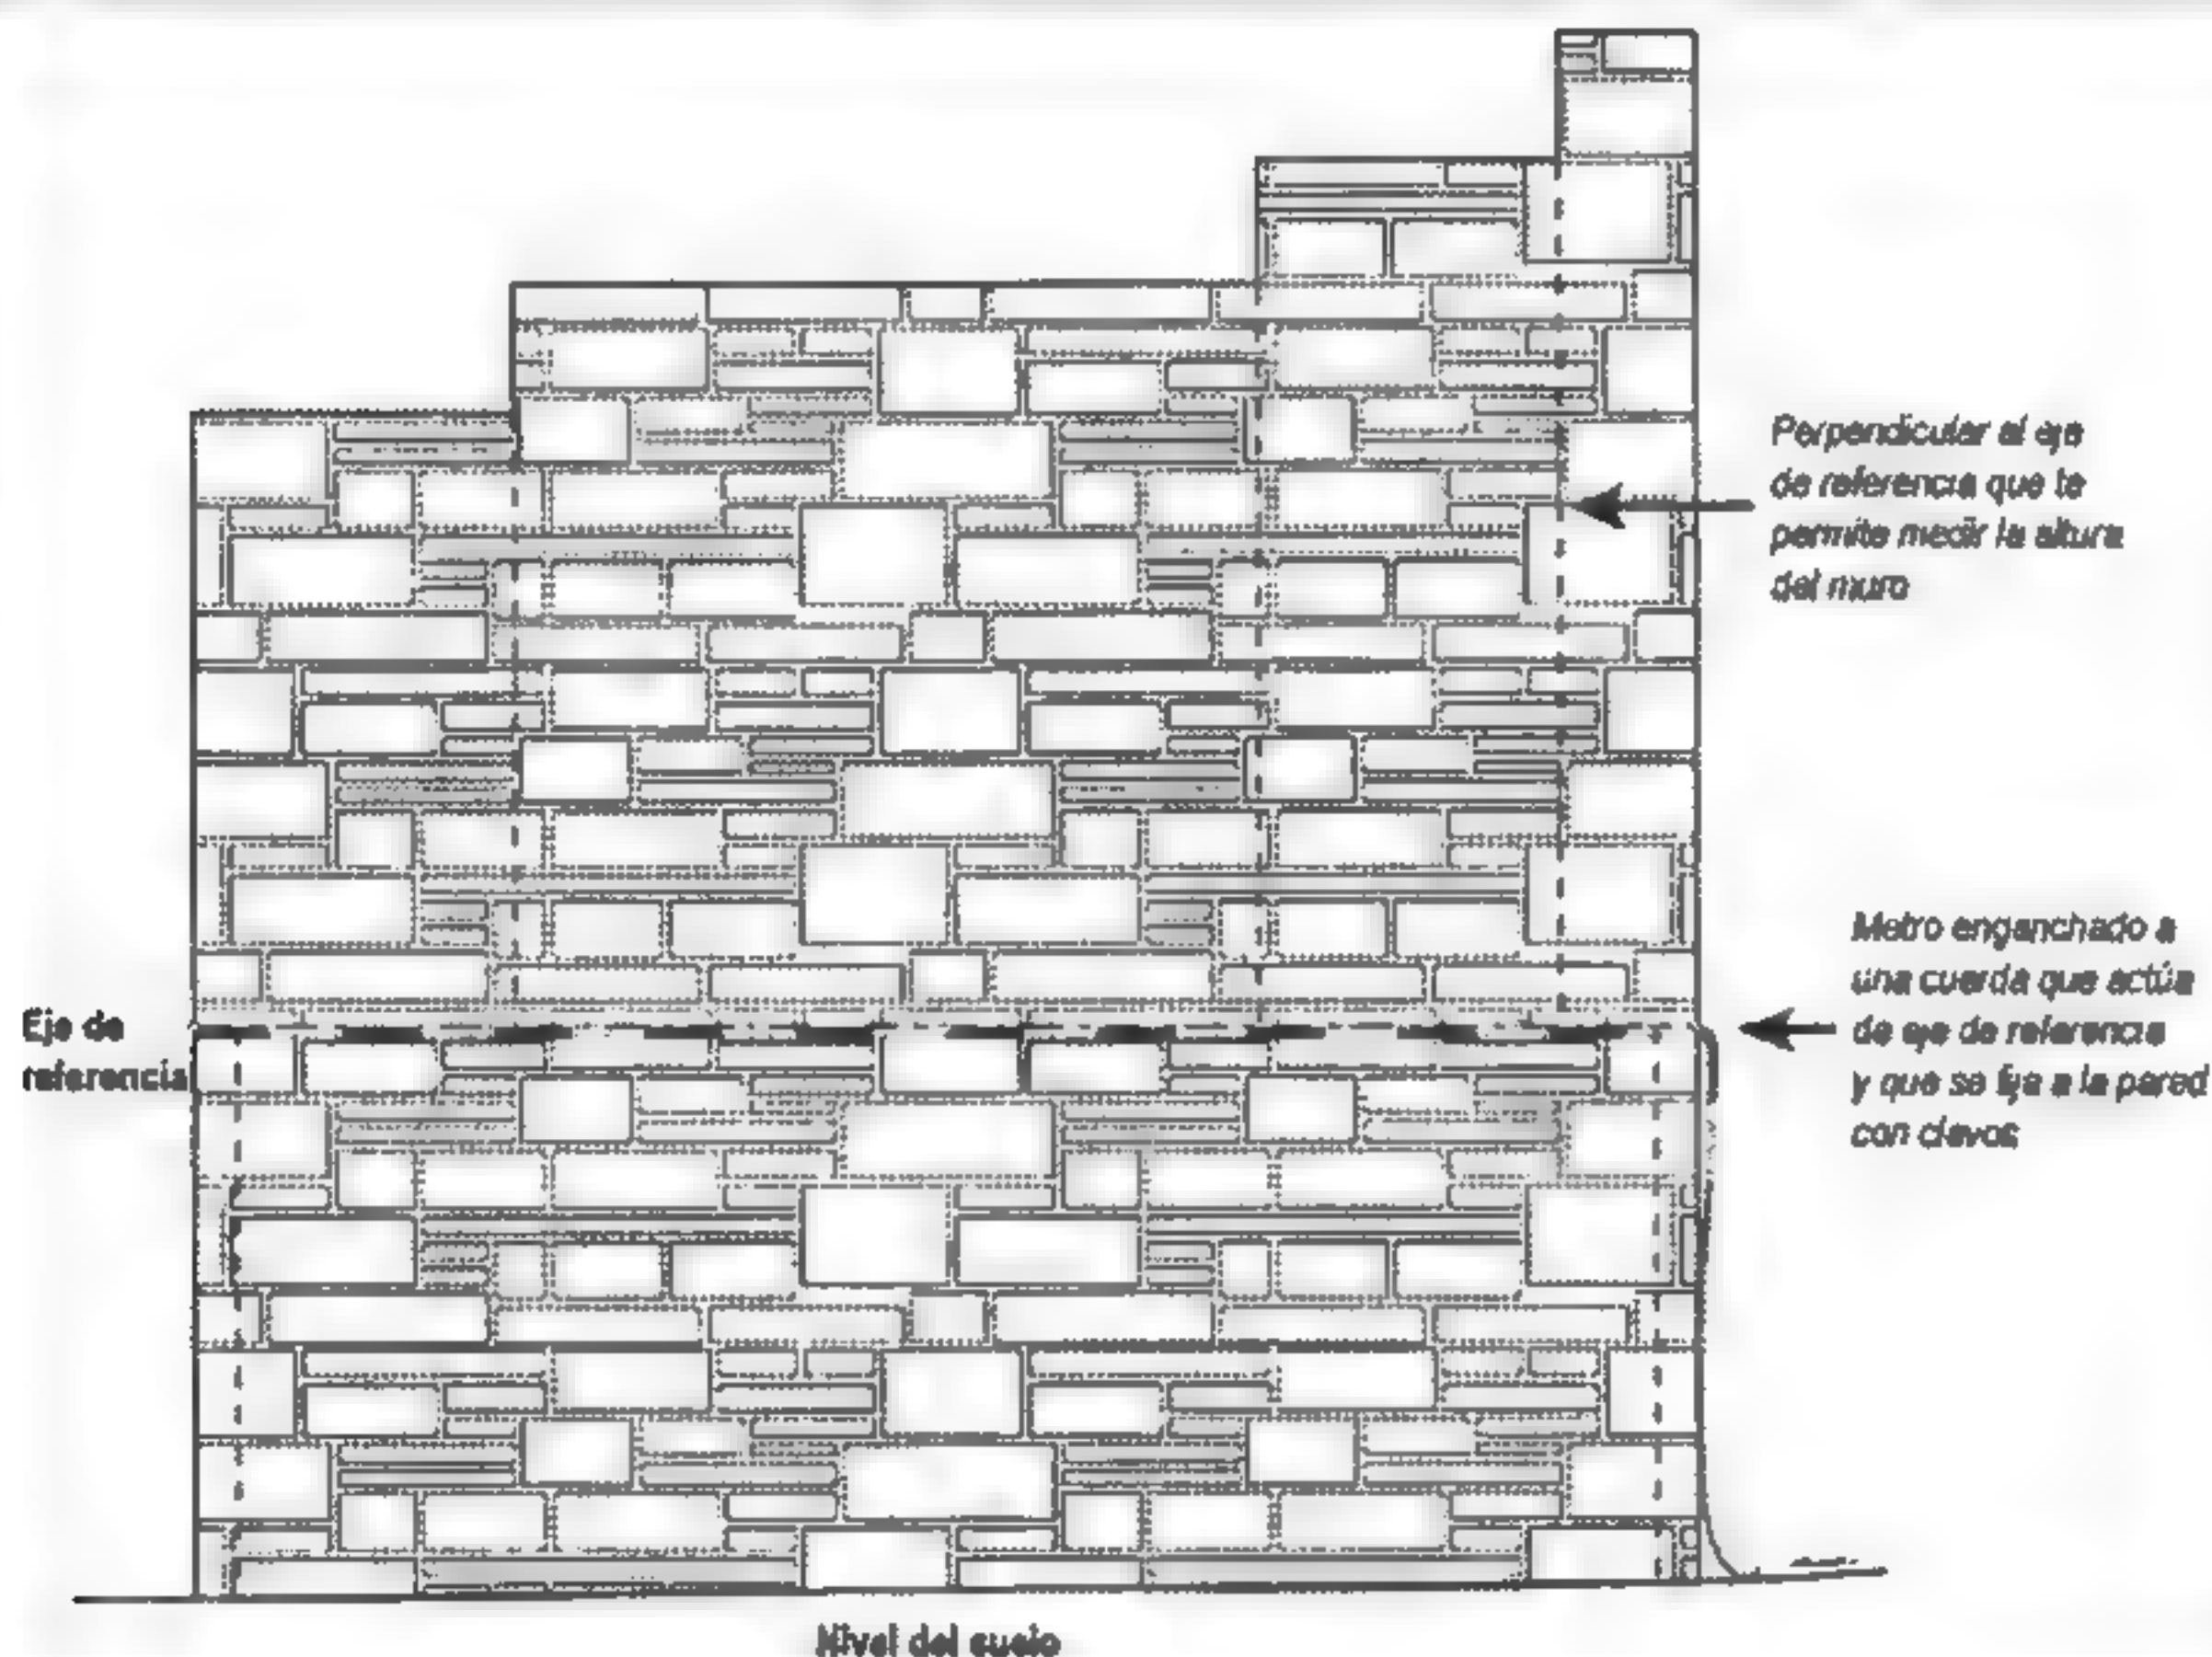 Perpendicular al eje
de referencia que te
permite medir la altura
del muro
Metro enganchado a
una cuerda que actúa
de eje de referencia
y que se fija a la pared
con clavos
Eje de
referencia
Nivel del suelo